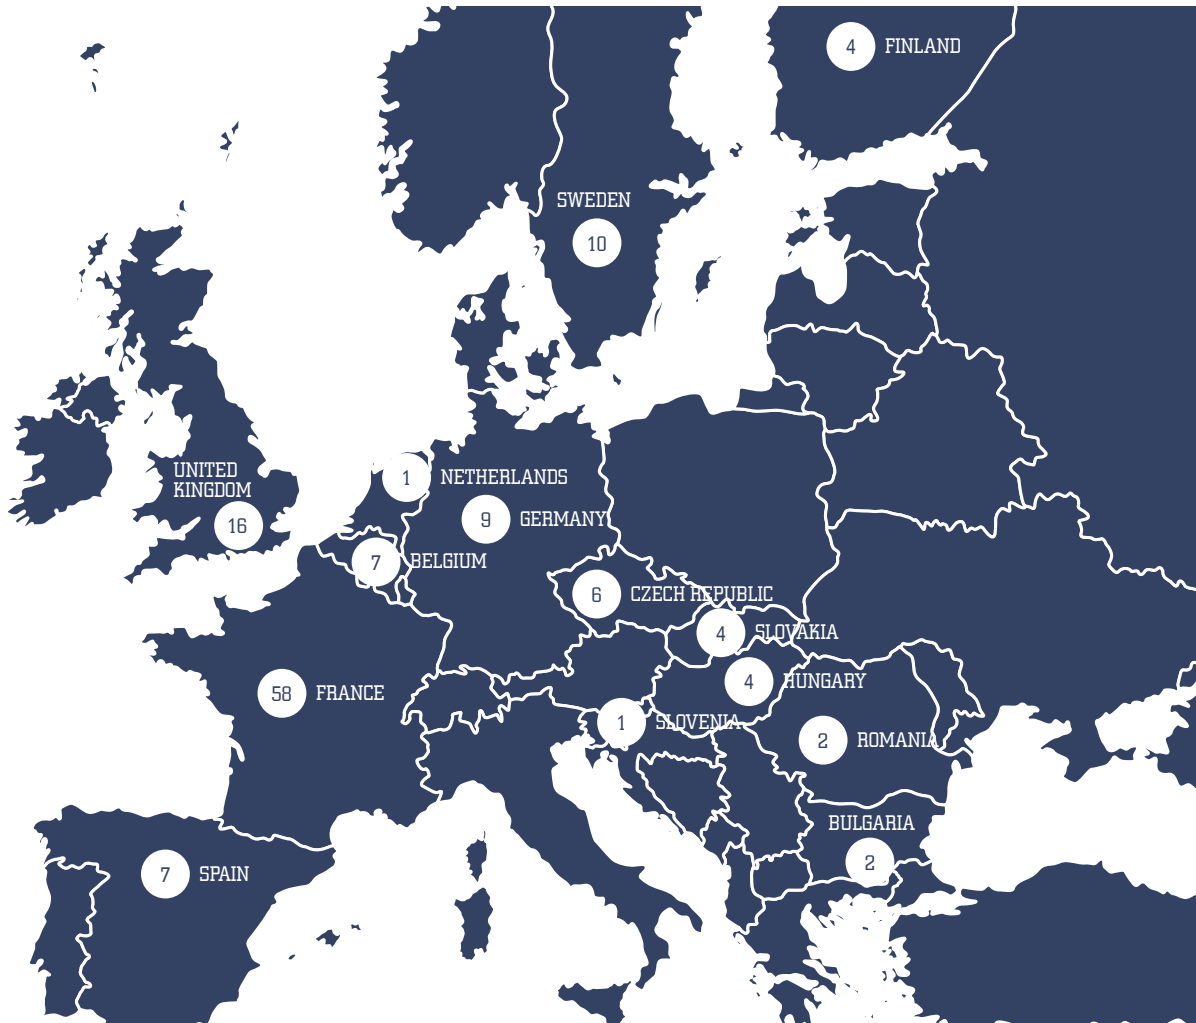 4 FINLAND
SWEDEN
10
UNITED
KINGDOM
16
1 NETHERLANDS
9 GERMANY
7 BELGIUM
6 CZECH REPUBLIC
4 SLOVAKIA
4 HUNGARY
58 FRANCE
1 SLOVENIA
2 ROMANIA
BULGARIA
2
7 SPAIN